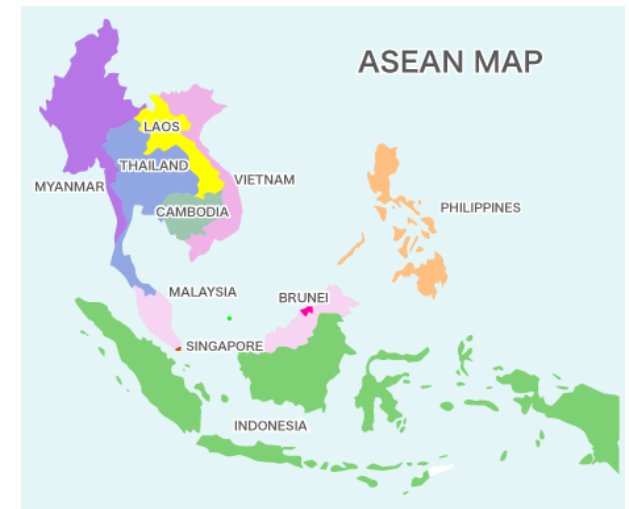 ASEAN MAP
LAOS
THAILAND
MYANMAR
VIETNAM
CAMBODIA
PHILIPPINES
MALAYSIA
BRUNEI
SINGAPORE
INDONESIA